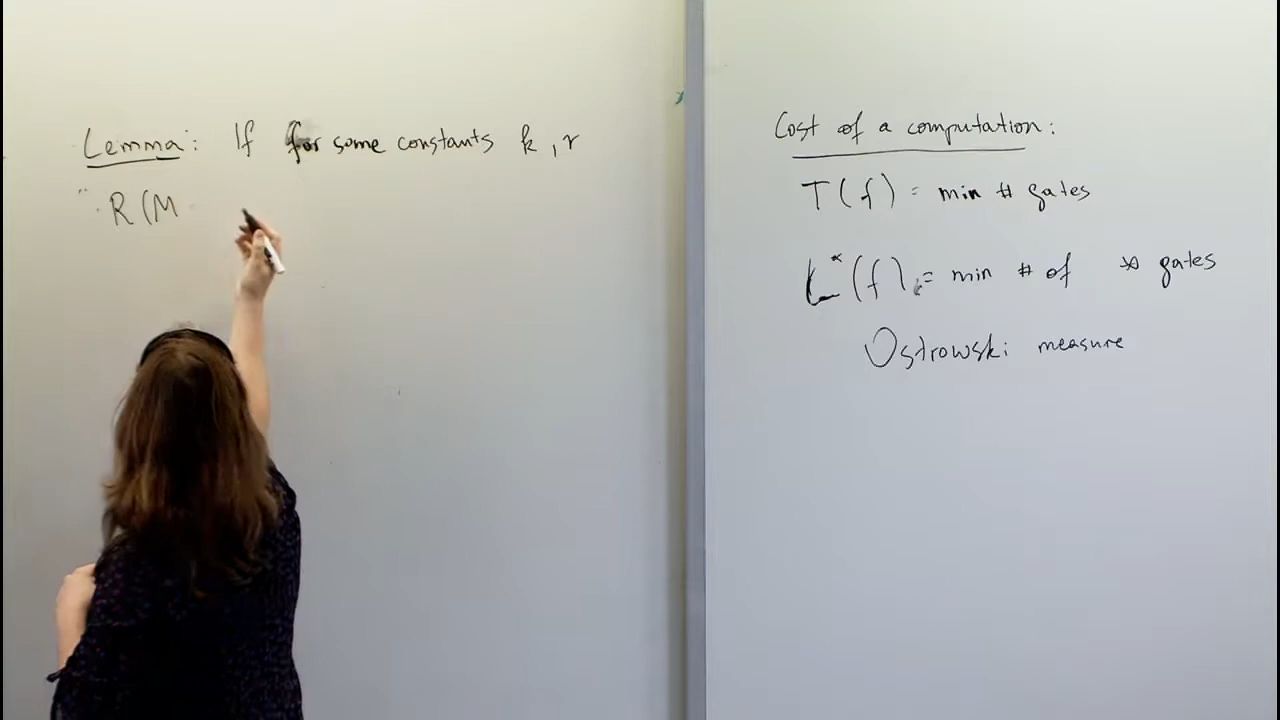 Lemma: If for some constants k, r
R(M
Cost of a computation:
T(f) = min # gates
L*(f) = min # of * gates
Ostrowski measure